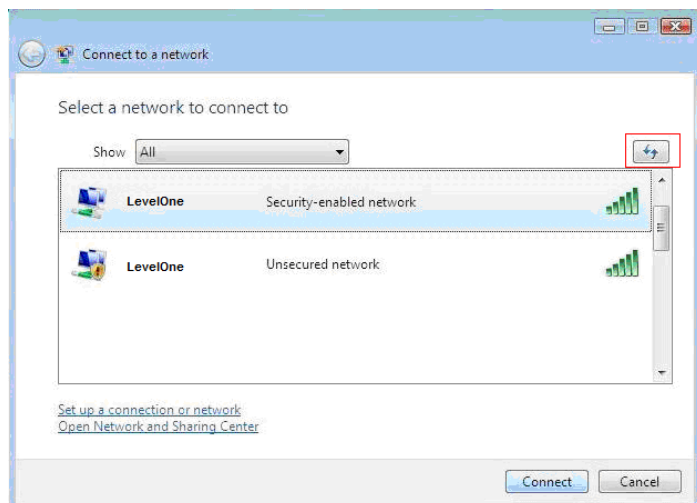 Connect to a network
Select a network to connect to
Show All
LevelOne Security-enabled network
LevelOne Unsecured network
Set up a connection or network
Open Network and Sharing Center
Connect Cancel